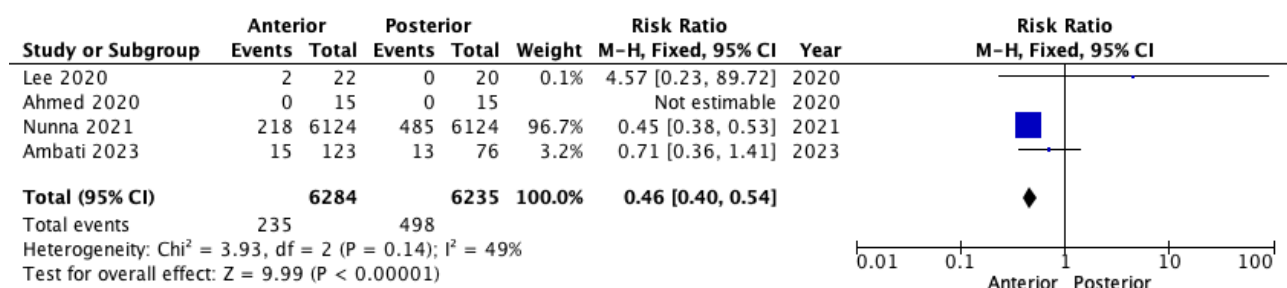 Anterior Posterior Risk Ratio Risk Ratio
Study or Subgroup Events Total Events Total Weight M-H, Fixed, 95% CI Year M-H, Fixed, 95% CI
Lee 2020 2 22 0 20 0.1% 4.57 [0.23, 89.72] 2020
Ahmed 2020 0 15 0 15 Not estimable 2020
Nunna 2021 218 6124 485 6124 96.7% 0.45 [0.38, 0.53] 2021
Ambati 2023 15 123 13 76 3.2% 0.71 [0.36, 1.41] 2023
Total (95% CI) 6284 6235 100.0% 0.46 [0.40, 0.54]
Total events 235 498
Heterogeneity: Chi² = 3.93, df = 2 (P = 0.14); I² = 49%
Test for overall effect: Z = 9.99 (P < 0.00001)
0.01 0.1 1 10 100
Anterior Posterior